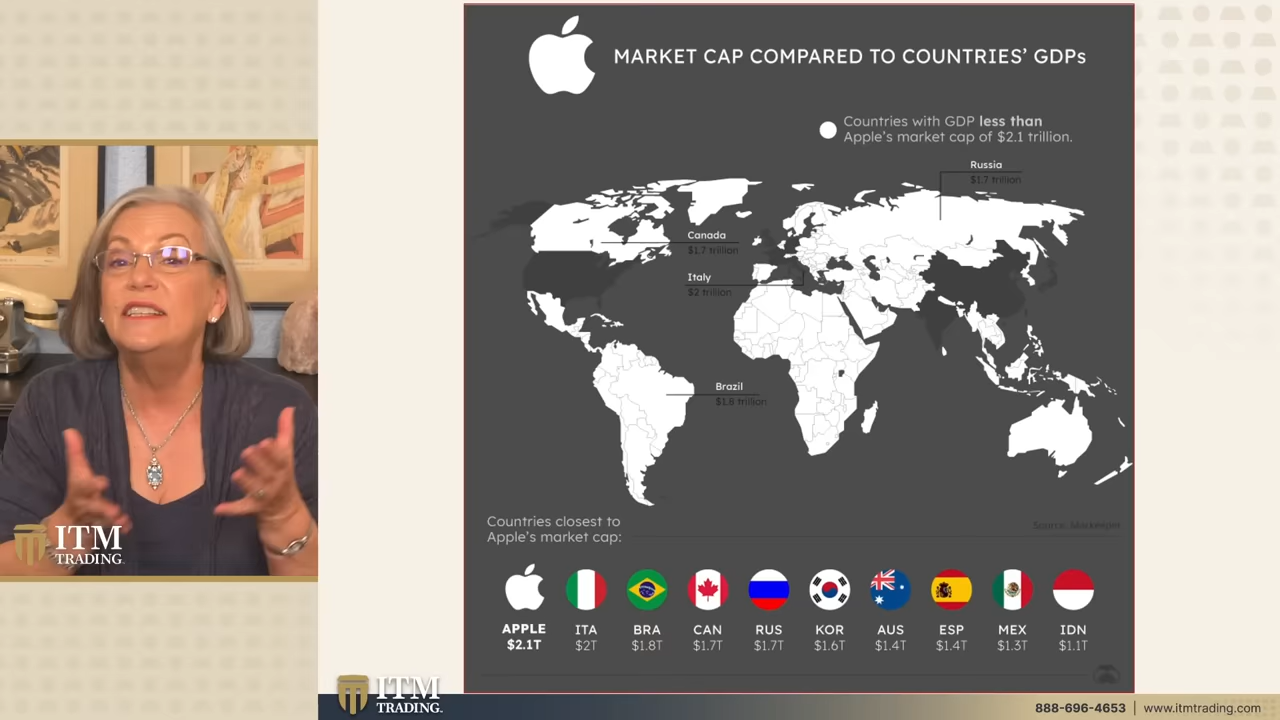 MARKET CAP COMPARED TO COUNTRIES' GDPs
Countries with GDP less than
Apple's market cap of $2.1 trillion.
Russia
$1.7 trillion
Canada
$1.7 trillion
Italy
$2 trillion
Brazil
$1.8 trillion
Countries closest to
Apple's market cap:
Source: Mackeeper
APPLE
$2.1T
ITA
$2T
BRA
$1.8T
CAN
$1.7T
RUS
$1.7T
KOR
$1.6T
AUS
$1.4T
ESP
$1.4T
MEX
$1.3T
IDN
$1.1T
ITM
TRADING.
ITM
TRADING.
888-696-4653 | www.itmtrading.com